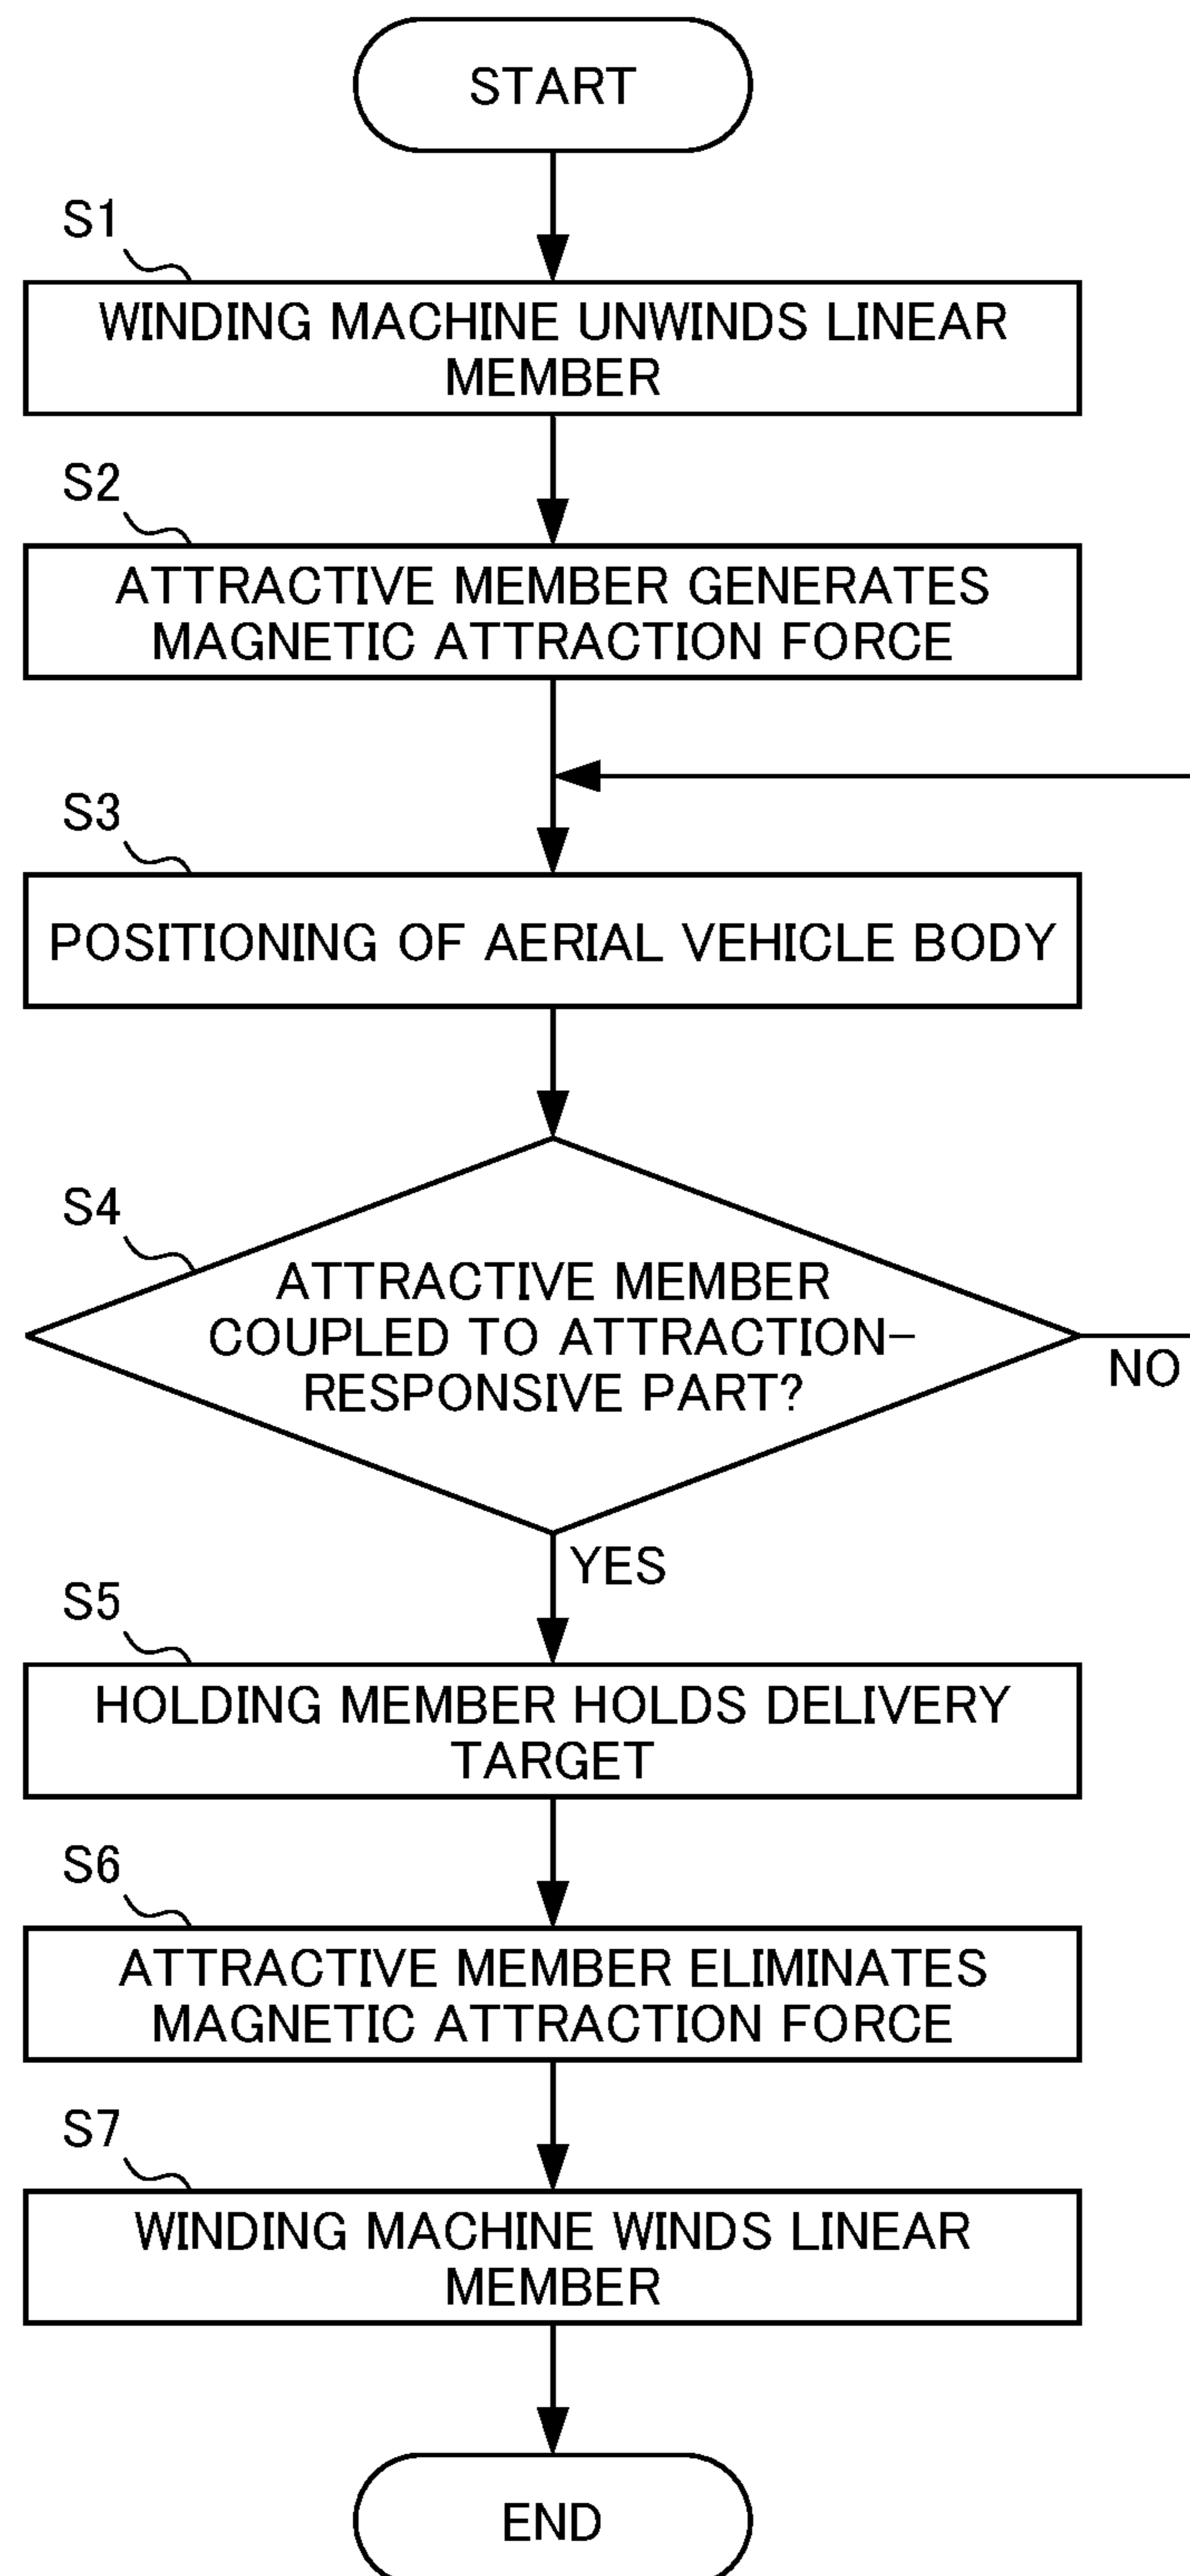 START
S1
WINDING MACHINE UNWINDS LINEAR
MEMBER
S2
ATTRACTIVE MEMBER GENERATES
MAGNETIC ATTRACTION FORCE
S3
POSITIONING OF AERIAL VEHICLE BODY
S4
ATTRACTIVE MEMBER
COUPLED TO ATTRACTION-
RESPONSIVE PART?
NO
YES
S5
HOLDING MEMBER HOLDS DELIVERY
TARGET
S6
ATTRACTIVE MEMBER ELIMINATES
MAGNETIC ATTRACTION FORCE
S7
WINDING MACHINE WINDS LINEAR
MEMBER
END